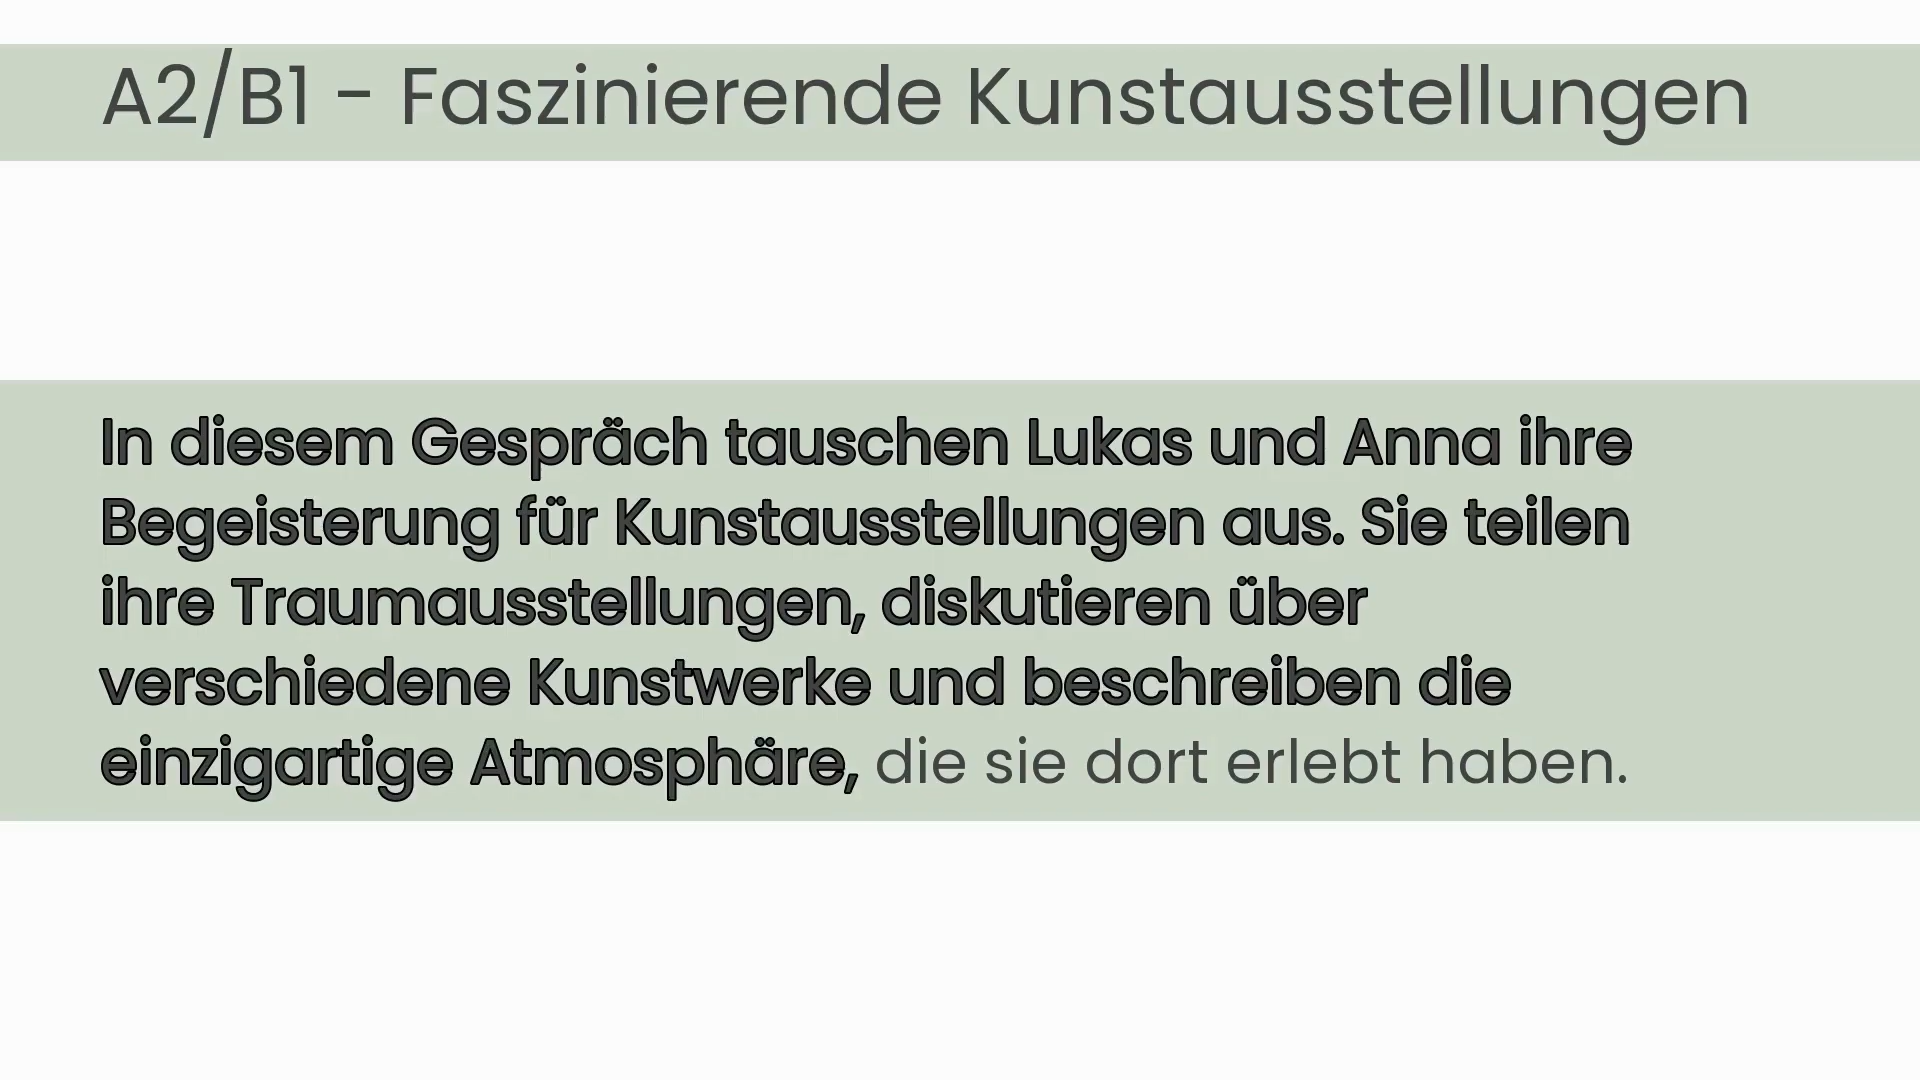 A2/B1 - Faszinierende Kunstausstellungen
In diesem Gespräch tauschen Lukas und Anna ihre
Begeisterung für Kunstausstellungen aus. Sie teilen
ihre Traumausstellungen, diskutieren über
verschiedene Kunstwerke und beschreiben die
einzigartige Atmosphäre, die sie dort erlebt haben.